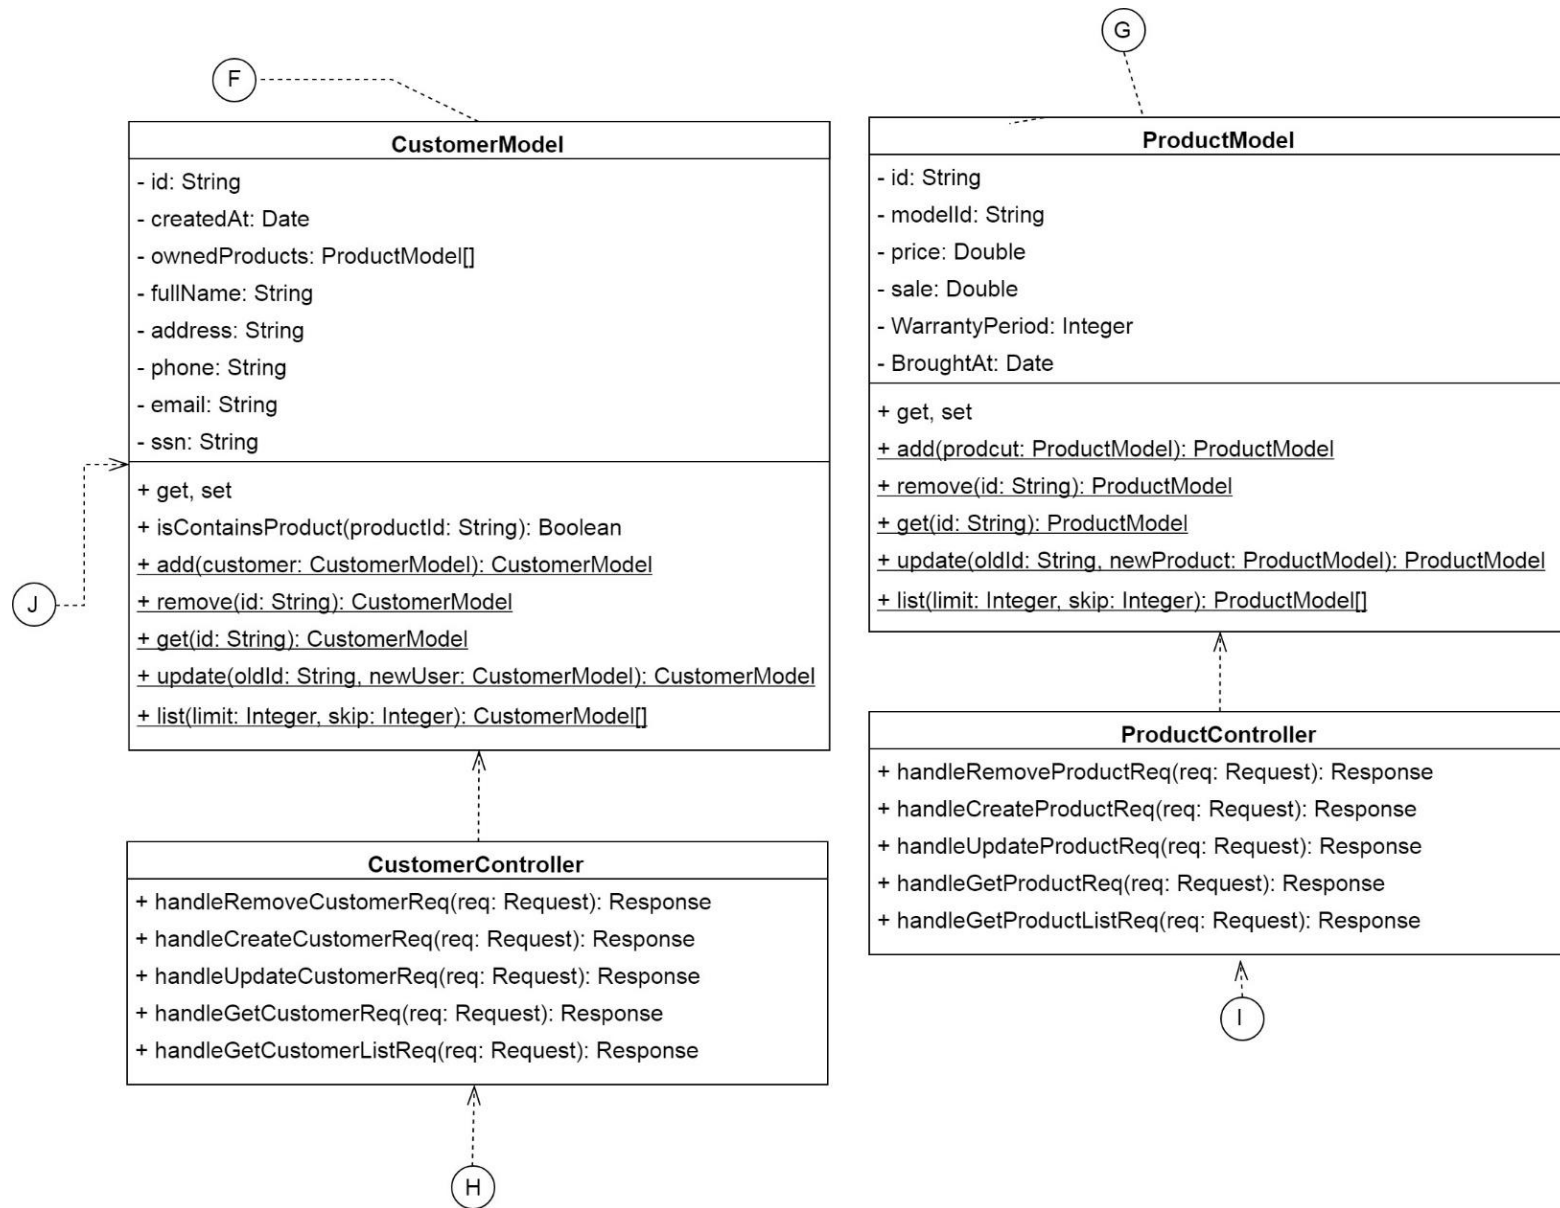 F
G
CustomerModel
- id: String
- createdAt: Date
- ownedProducts: ProductModel[]
- fullName: String
- address: String
- phone: String
- email: String
- ssn: String
+ get, set
+ isContainsProduct(productId: String): Boolean
+ add(customer: CustomerModel): CustomerModel
+ remove(id: String): CustomerModel
+ get(id: String): CustomerModel
+ update(oldId: String, newUser: CustomerModel): CustomerModel
+ list(limit: Integer, skip: Integer): CustomerModel[]
J
ProductModel
- id: String
- modelId: String
- price: Double
- sale: Double
- WarrantyPeriod: Integer
- BroughtAt: Date
+ get, set
+ add(prodcut: ProductModel): ProductModel
+ remove(id: String): ProductModel
+ get(id: String): ProductModel
+ update(oldId: String, newProduct: ProductModel): ProductModel
+ list(limit: Integer, skip: Integer): ProductModel[]
CustomerController
+ handleRemoveCustomerReq(req: Request): Response
+ handleCreateCustomerReq(req: Request): Response
+ handleUpdateCustomerReq(req: Request): Response
+ handleGetCustomerReq(req: Request): Response
+ handleGetCustomerListReq(req: Request): Response
H
ProductController
+ handleRemoveProductReq(req: Request): Response
+ handleCreateProductReq(req: Request): Response
+ handleUpdateProductReq(req: Request): Response
+ handleGetProductReq(req: Request): Response
+ handleGetProductListReq(req: Request): Response
I